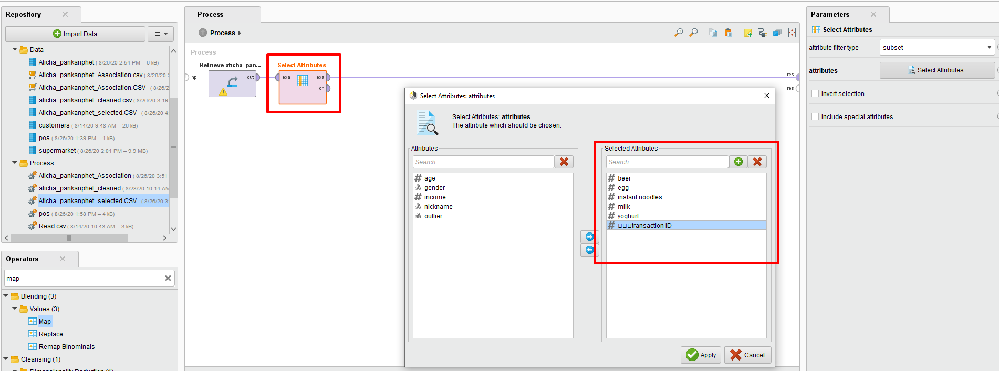 Repository
Import Data
Data
Aticha_pankanphet ( 8/26/20 2:54 PM – 6 kB)
Aticha_pankanphet_Association.csv ( 8/26/20 3:
Aticha_pankanphet_Association.CSV ( 8/26/2
aticha_pankanphet_cleaned.csv ( 8/26/20 3:19
Aticha_pankanphet_selected.CSV ( 8/26/20 4:
customers ( 8/14/20 9:48 AM – 26 kB)
pos ( 8/26/20 1:39 PM – 1 kB)
supermarket ( 8/26/20 2:01 PM – 9.9 MB)
Process
Aticha_pankanphet_Association ( 8/26/20 3:51
aticha_pankanphet_cleaned ( 8/28/20 10:14 AM
Aticha_pankanphet_selected.CSV ( 8/26/20 3:
pos ( 8/26/20 1:58 PM – 4 kB)
Read.csv ( 8/14/20 10:43 AM – 3 kB)
Operators
map
Blending (3)
Values (3)
Map
Replace
Remap Binominals
Cleansing (1)
Dimensionality Reduction (1)
Process
Process
Process
inp
Retrieve aticha_pan...
out
Select Attributes
exa exa
ori
res
res
Select Attributes: attributes
Select Attributes: attributes
The attribute which should be chosen.
Attributes
Search
age
gender
income
nickname
outlier
Selected Attributes
Search
beer
egg
instant noodles
milk
yoghurt
□□□transaction ID
Apply
Cancel
Parameters
Select Attributes
attribute filter type
subset
attributes
Select Attributes...
invert selection
include special attributes